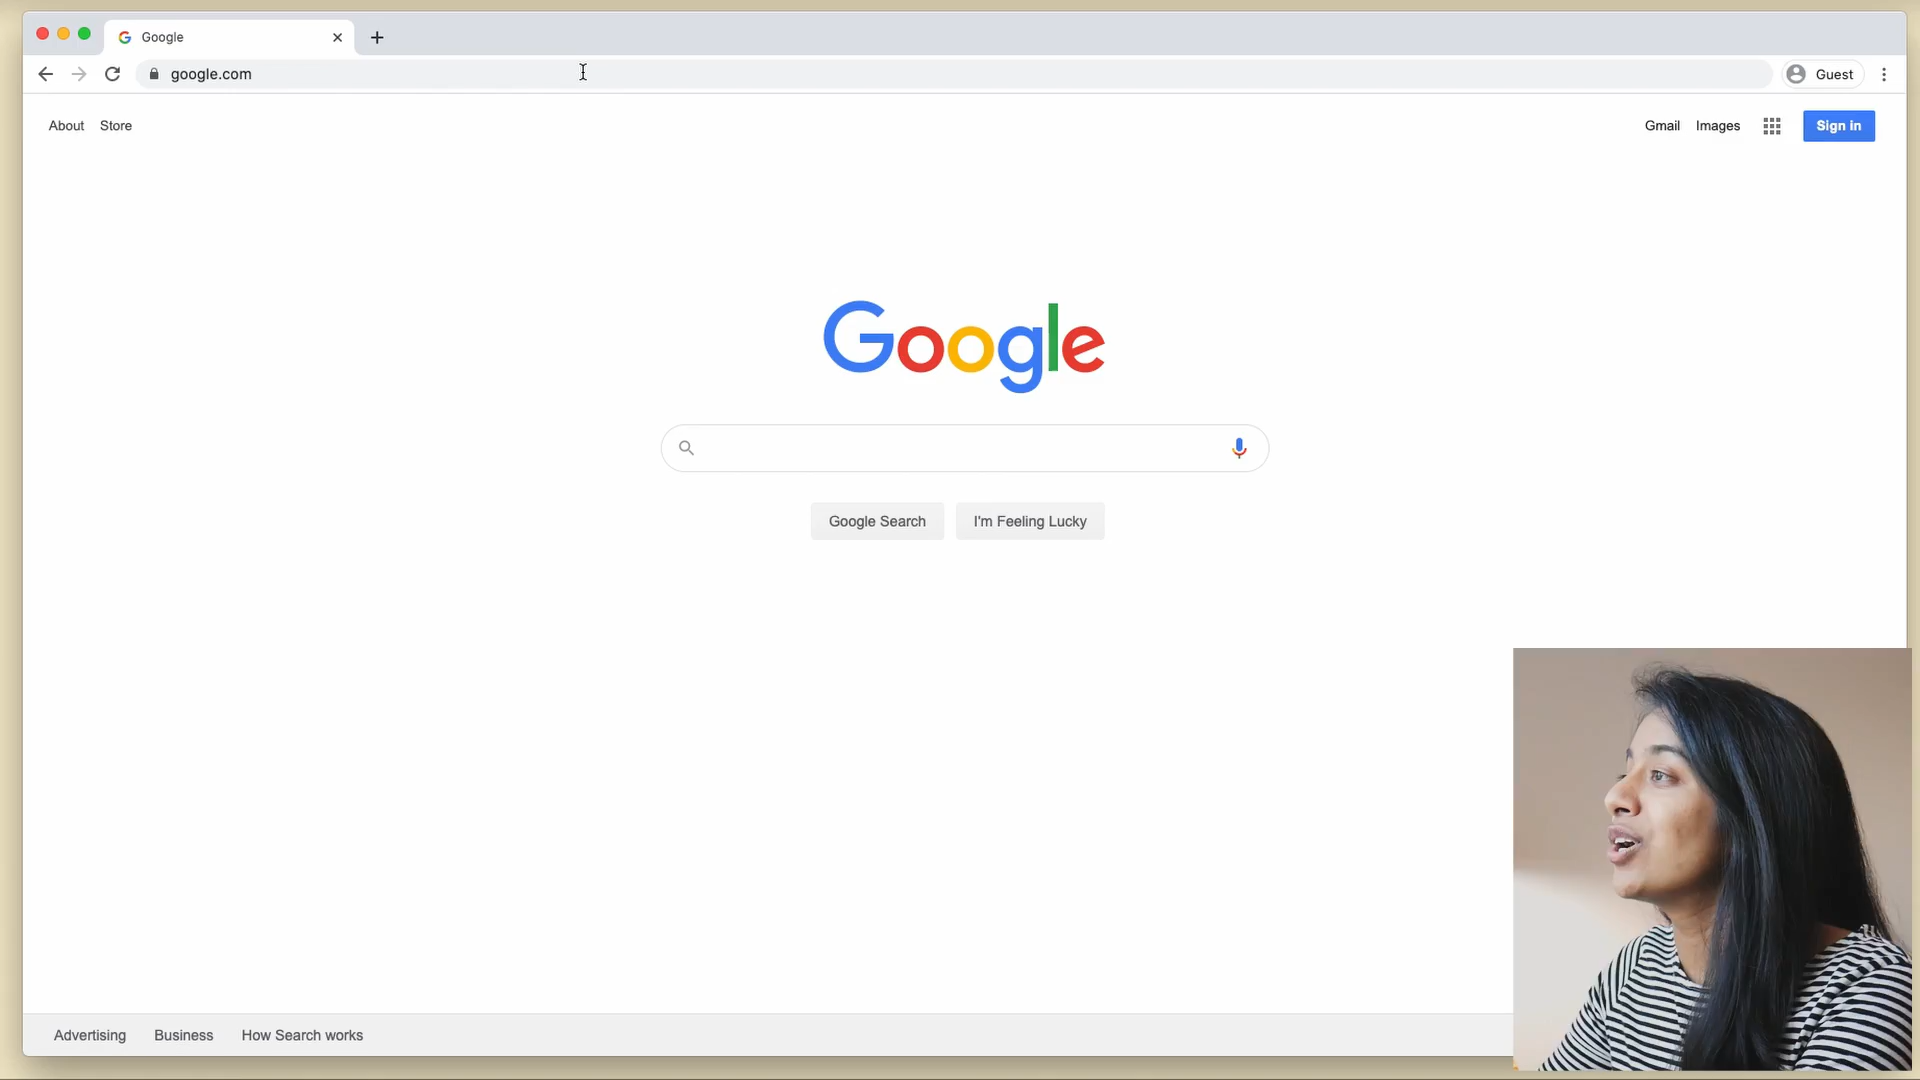 Google
google.com
Guest
About Store
Gmail Images Sign in
Google
Google Search I'm Feeling Lucky
Advertising Business How Search works